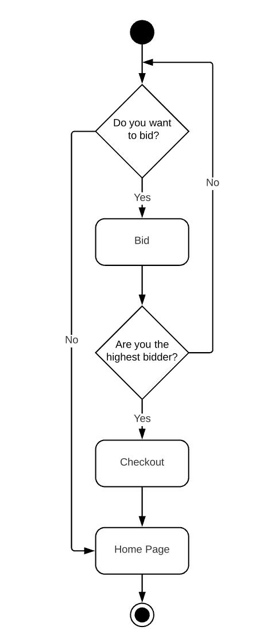 Do you want
to bid?
No
Yes
Bid
Are you the
highest bidder?
No
Yes
Checkout
Home Page